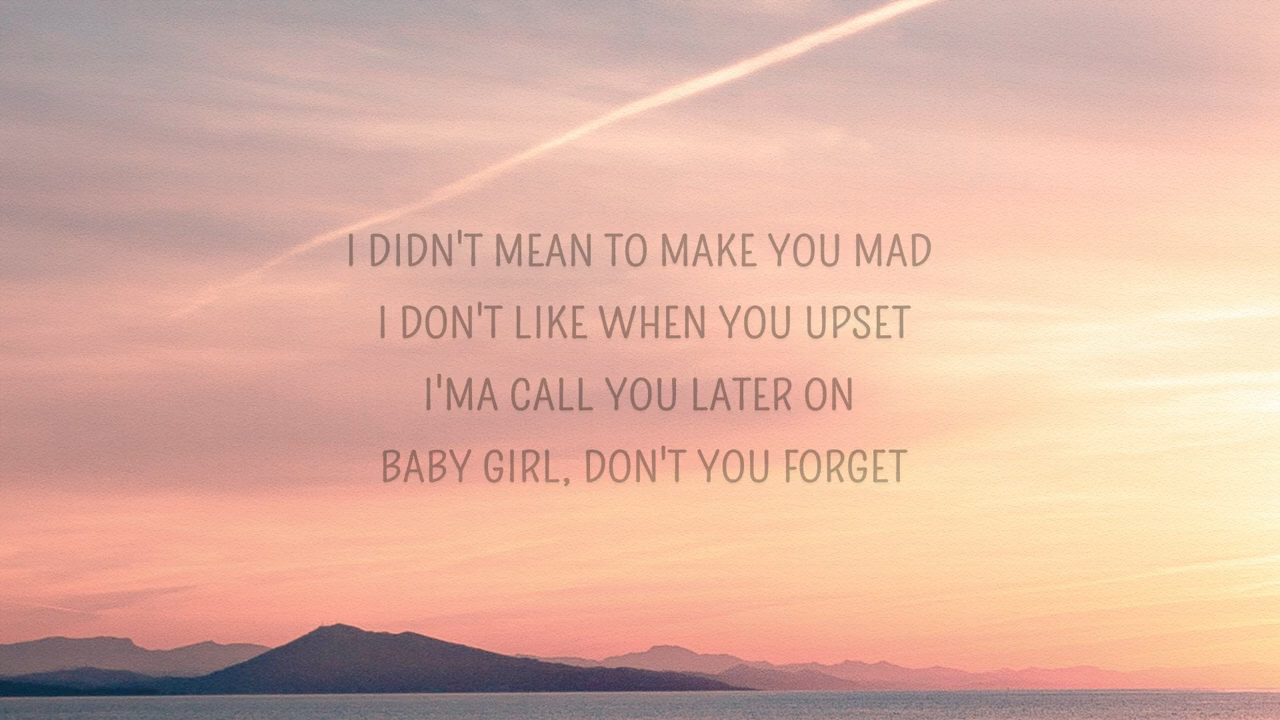 I DIDN'T MEAN TO MAKE YOU MAD
I DON'T LIKE WHEN YOU UPSET
I'MA CALL YOU LATER ON
BABY GIRL, DON'T YOU FORGET